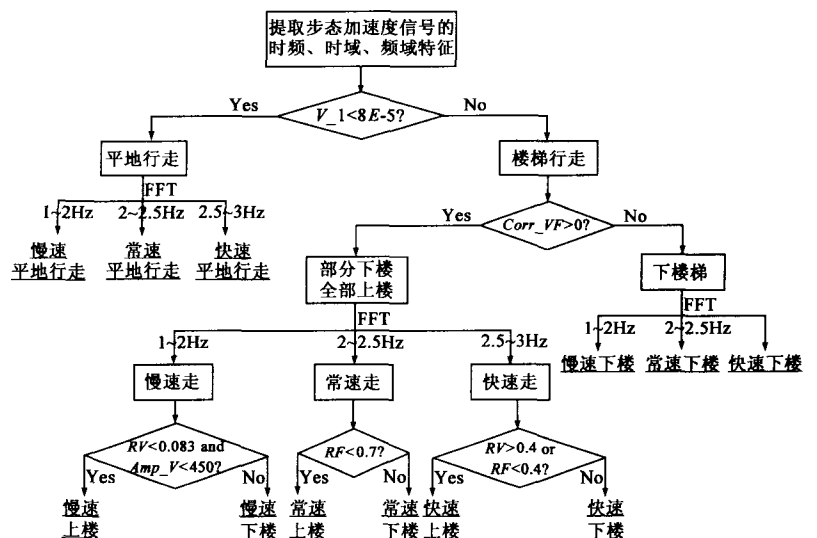 提取步态加速度信号的
时频、时域、频域特征
Yes
V_1<8E-5?
No
平地行走
楼梯行走
FFT
1~2Hz
2~2.5Hz
2.5~3Hz
慢速
平地行走
常速
平地行走
快速
平地行走
Yes
Corr_VF>0?
No
部分下楼
全部上楼
下楼梯
FFT
1~2Hz
2~2.5Hz
慢速下楼
常速下楼
快速下楼
FFT
1~2Hz
2~2.5Hz
2.5~3Hz
慢速走
常速走
快速走
RV<0.083 and
Amp_V<450?
RF<0.7?
RV>0.4 or
RF<0.4?
Yes
No
Yes
No
Yes
No
慢速
上楼
慢速
下楼
常速
上楼
常速
下楼
快速
上楼
快速
下楼